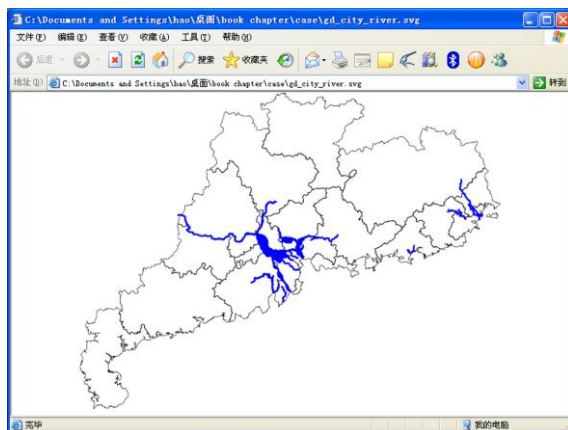 C:\Documents and Settings\hao\桌面\book chapter\case\gd_city_river.svg
文件(F) 编辑(E) 查看(V) 收藏(A) 工具(T) 帮助(H)
后退 搜索 收藏夹
地址(D) C:\Documents and Settings\hao\桌面\book chapter\case\gd_city_river.svg 转到
完毕 我的电脑